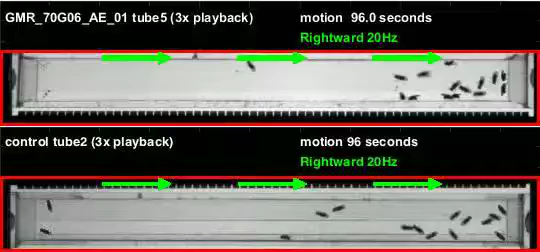 GMR_70G06_AE_01 tube5 (3x playback)
motion  96.0 seconds
Rightward 20Hz
control tube2 (3x playback)
motion 96 seconds
Rightward 20Hz